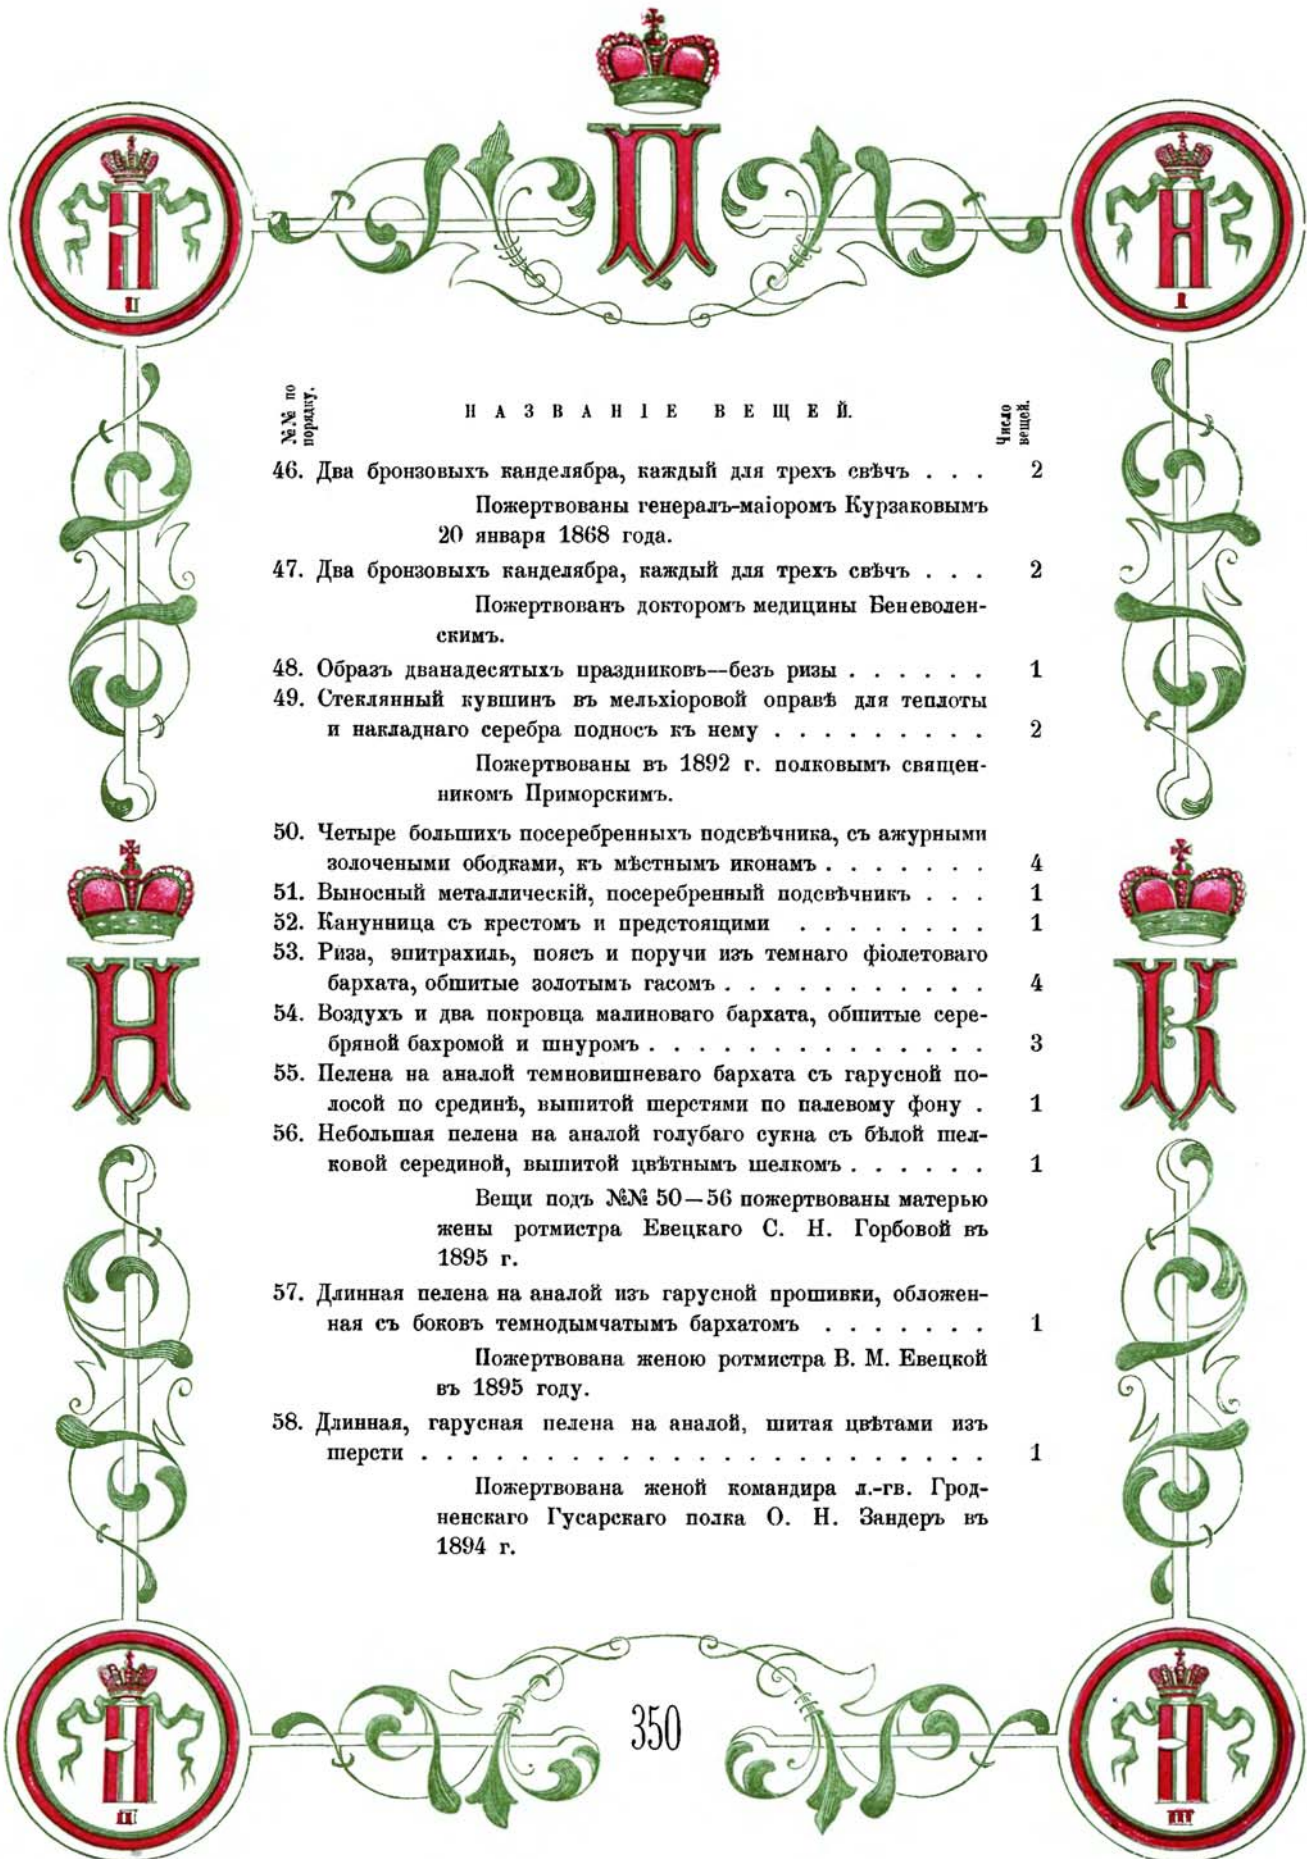 П
II
I
№№ по
порядку.
НАЗВАНІЕ ВЕЩЕЙ.
Число
вещей.
46. Два бронзовыхъ канделябра, каждый для трехъ свѣчъ . . . 2
Пожертвованы генералъ-маіоромъ Курзаковымъ
20 января 1868 года.
47. Два бронзовыхъ канделябра, каждый для трехъ свѣчъ . . . 2
Пожертвованъ докторомъ медицины Беневолен-
скимъ.
48. Образъ дванадесятыхъ праздниковъ—безъ ризы . . . . . . 1
49. Стеклянный кувшинъ въ мельхіоровой оправѣ для теплоты
и накладнаго серебра подносъ къ нему . . . . . . . . . 2
Пожертвованы въ 1892 г. полковымъ священ-
никомъ Приморскимъ.
50. Четыре большихъ посеребренныхъ подсвѣчника, съ ажурными
золочеными ободками, къ мѣстнымъ иконамъ . . . . . . . 4
51. Выносный металлическій, посеребренный подсвѣчникъ . . . 1
52. Канунница съ крестомъ и предстоящими . . . . . . . . 1
53. Риза, эпитрахиль, поясъ и поручи изъ темнаго фіолетоваго
бархата, обшитые золотымъ гасомъ . . . . . . . . . . . 4
54. Воздухъ и два покровца малиноваго бархата, обшитые сере-
бряной бахромой и шнуромъ . . . . . . . . . . . . . . 3
55. Пелена на аналой темновишневаго бархата съ гарусной по-
лосой по срединѣ, вышитой шерстями по палевому фону . 1
56. Небольшая пелена на аналой голубаго сукна съ бѣлой шел-
ковой серединой, вышитой цвѣтнымъ шелкомъ . . . . . . 1
Вещи подъ №№ 50—56 пожертвованы матерью
жены ротмистра Евецкаго С. Н. Горбовой въ
1895 г.
57. Длинная пелена на аналой изъ гарусной прошивки, обложен-
ная съ боковъ темнодымчатымъ бархатомъ . . . . . . . 1
Пожертвована женою ротмистра В. М. Евецкой
въ 1895 году.
58. Длинная, гарусная пелена на аналой, шитая цвѣтами изъ
шерсти . . . . . . . . . . . . . . . . . . . . . . . 1
Пожертвована женой командира л.-гв. Грод-
ненскаго Гусарскаго полка О. Н. Зандеръ въ
1894 г.
Н
К
350
III